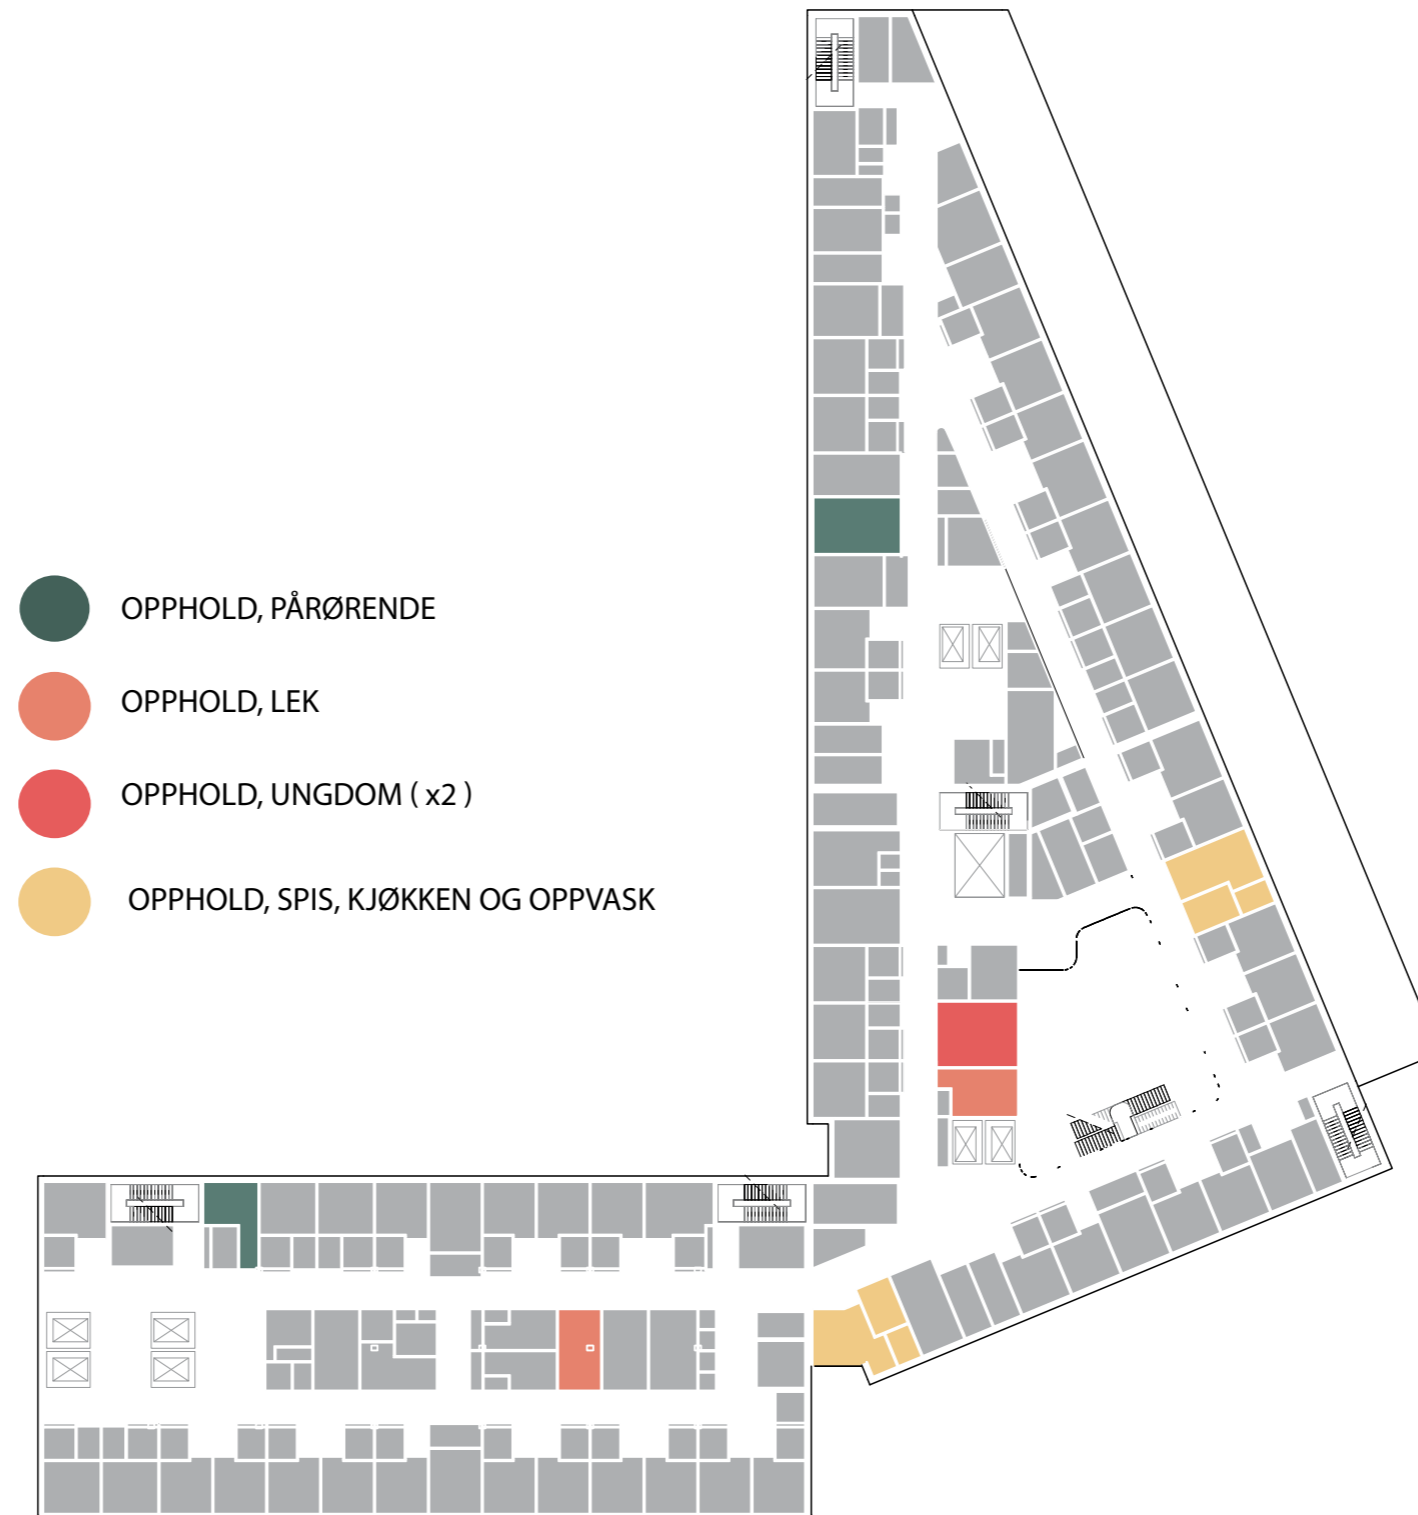 OPPHOLD, PÅRØRENDE
OPPHOLD, LEK
OPPHOLD, UNGDOM ( x2 )
OPPHOLD, SPIS, KJØKKEN OG OPPVASK